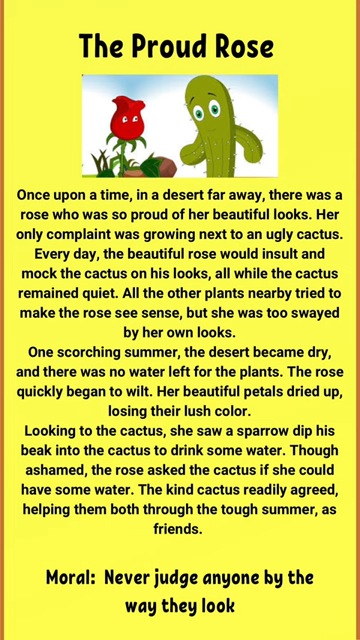 The Proud Rose
Once upon a time, in a desert far away, there was a
rose who was so proud of her beautiful looks. Her
only complaint was growing next to an ugly cactus.
Every day, the beautiful rose would insult and
mock the cactus on his looks, all while the cactus
remained quiet. All the other plants nearby tried to
make the rose see sense, but she was too swayed
by her own looks.
One scorching summer, the desert became dry,
and there was no water left for the plants. The rose
quickly began to wilt. Her beautiful petals dried up,
losing their lush color.
Looking to the cactus, she saw a sparrow dip his
beak into the cactus to drink some water. Though
ashamed, the rose asked the cactus if she could
have some water. The kind cactus readily agreed,
helping them both through the tough summer, as
friends.
Moral: Never judge anyone by the
way they look